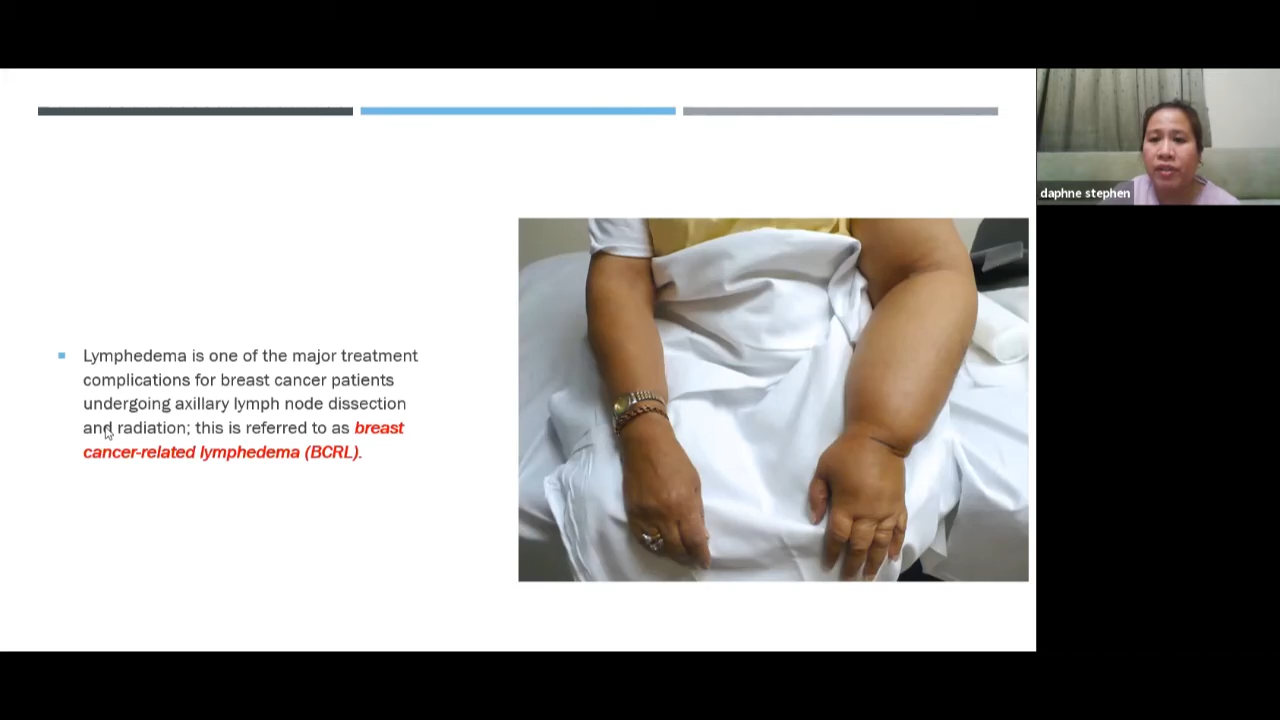 Lymphedema is one of the major treatment
complications for breast cancer patients
undergoing axillary lymph node dissection
and radiation; this is referred to as breast
cancer-related lymphedema (BCRL).
daphne stephen